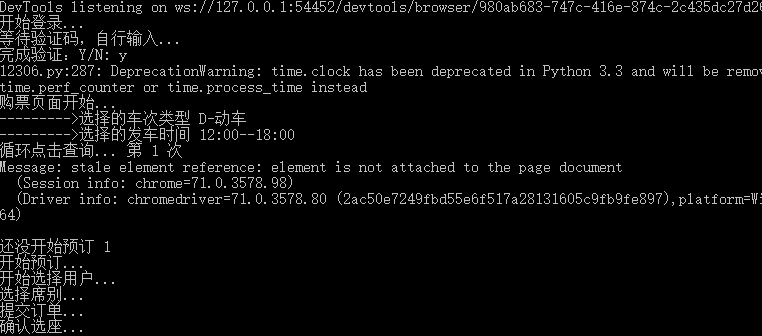 DevTools listening on ws://127.0.0.1:54452/devtools/browser/980ab683-747c-416e-874c-2c435dc27d26
开始登录...
等待验证码，自行输入...
完成验证：Y/N: y
12306.py:287: DeprecationWarning: time.clock has been deprecated in Python 3.3 and will be remov
time.perf_counter or time.process_time instead
购票页面开始...
--------->选择的车次类型 D-动车
--------->选择的发车时间 12:00--18:00
循环点击查询... 第 1 次
Message: stale element reference: element is not attached to the page document
(Session info: chrome=71.0.3578.98)
(Driver info: chromedriver=71.0.3578.80 (2ac50e7249fbd55e6f517a28131605c9fb9fe897),platform=Wi
64)
还没开始预订 1
开始预订...
开始选择用户...
选择席别...
提交订单...
确认选座...